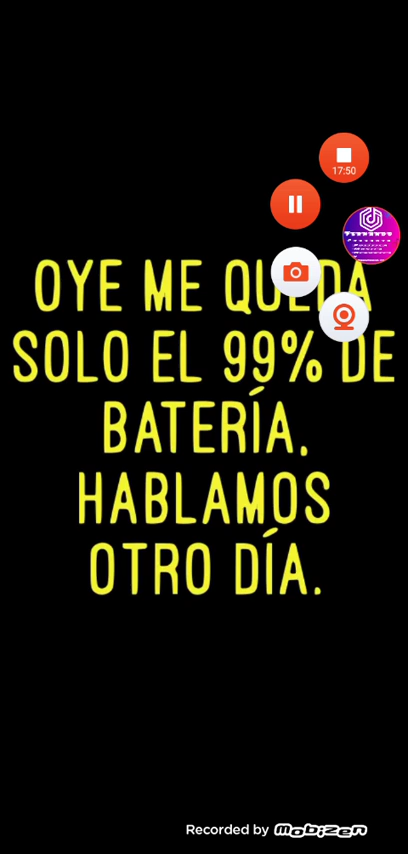 17:50
OYE ME QUEDA
SOLO EL 99% DE
BATERÍA.
HABLAMOS
OTRO DÍA.
Recorded by Mobizen